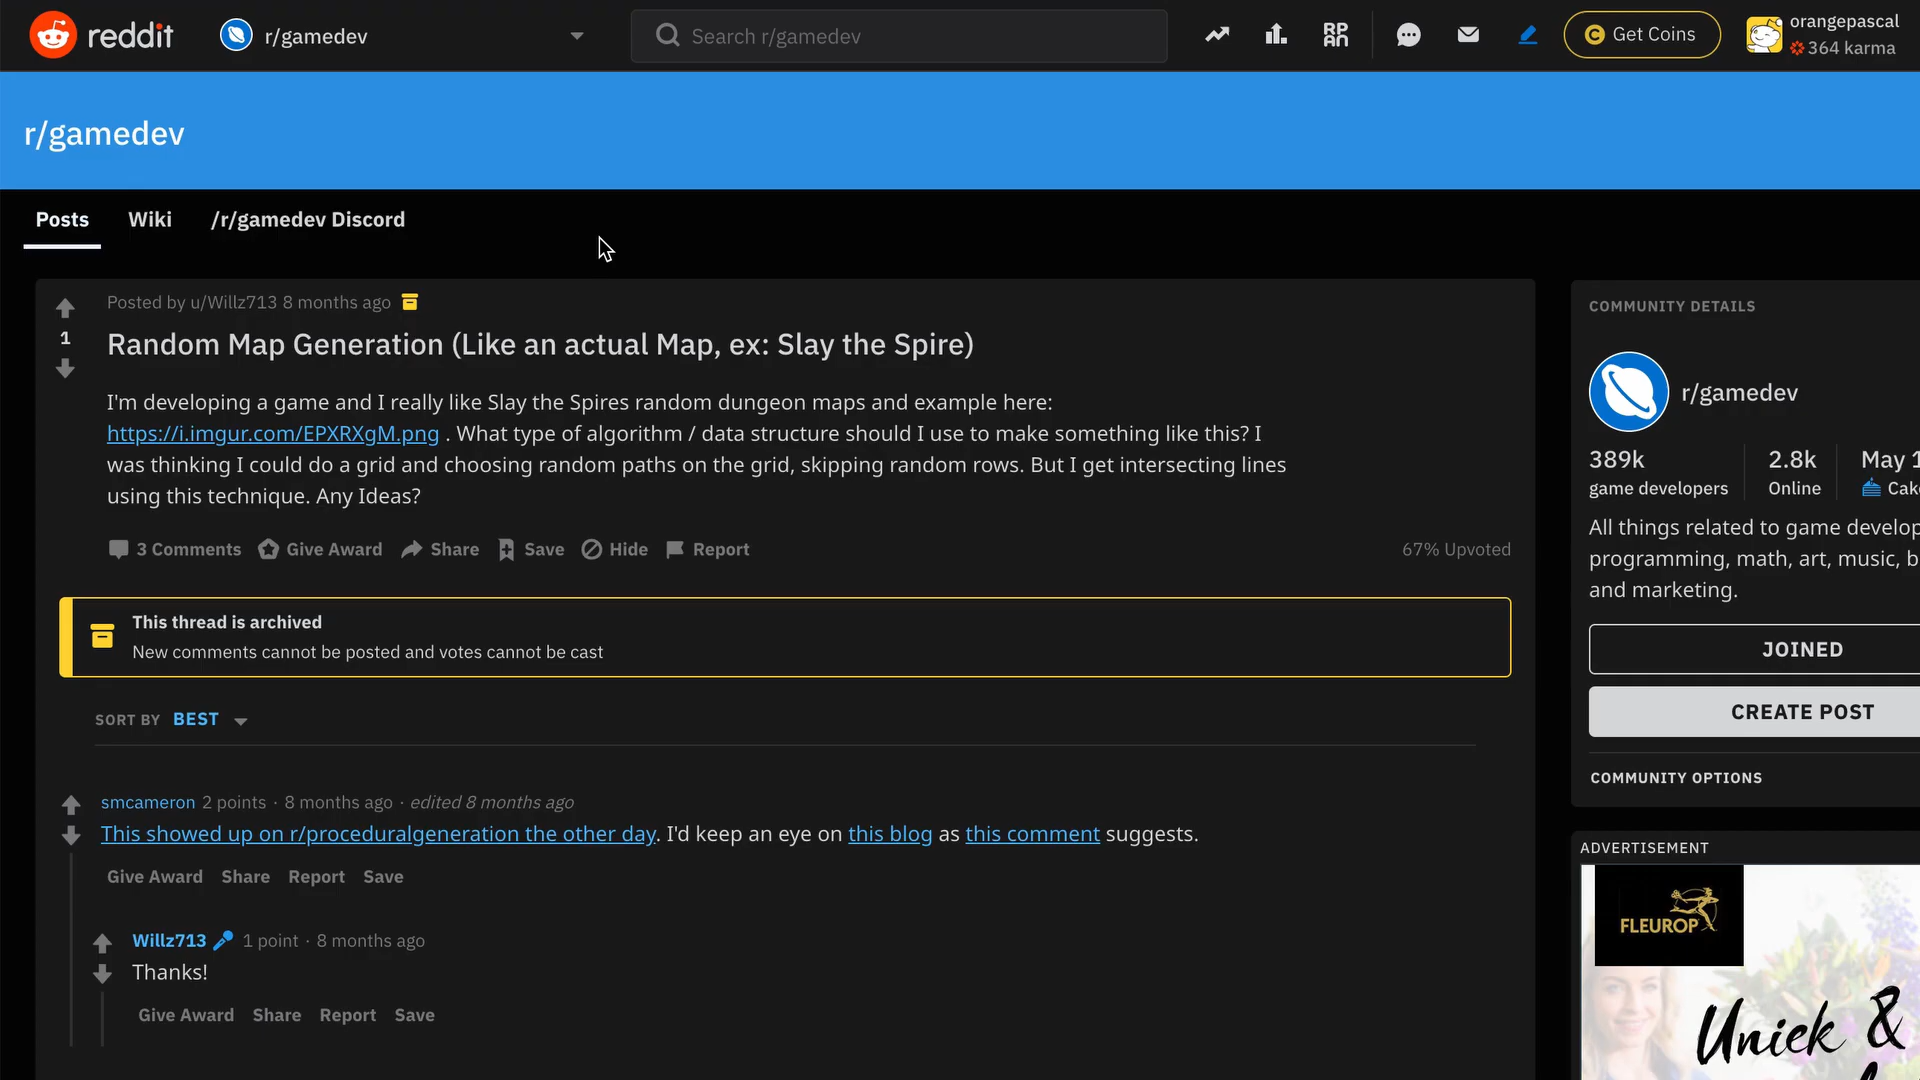 reddit
r/gamedev
Search r/gamedev
Get Coins
orangepascal
364 karma
r/gamedev
Posts
Wiki
/r/gamedev Discord
1
Posted by u/Willz713 8 months ago
Random Map Generation (Like an actual Map, ex: Slay the Spire)
I'm developing a game and I really like Slay the Spires random dungeon maps and example here:
https://i.imgur.com/EPXRXgM.png . What type of algorithm / data structure should I use to make something like this? I
was thinking I could do a grid and choosing random paths on the grid, skipping random rows. But I get intersecting lines
using this technique. Any Ideas?
3 Comments
Give Award
Share
Save
Hide
Report
67% Upvoted
This thread is archived
New comments cannot be posted and votes cannot be cast
SORT BY BEST
smcameron 2 points · 8 months ago · edited 8 months ago
This showed up on r/proceduralgeneration the other day. I'd keep an eye on this blog as this comment suggests.
Give Award Share Report Save
Willz713 1 point · 8 months ago
Thanks!
Give Award Share Report Save
COMMUNITY DETAILS
r/gamedev
389k
game developers
2.8k
Online
May 1
Cak
All things related to game develop
programming, math, art, music, b
and marketing.
JOINED
CREATE POST
COMMUNITY OPTIONS
ADVERTISEMENT
FLEUROP
Uniek &